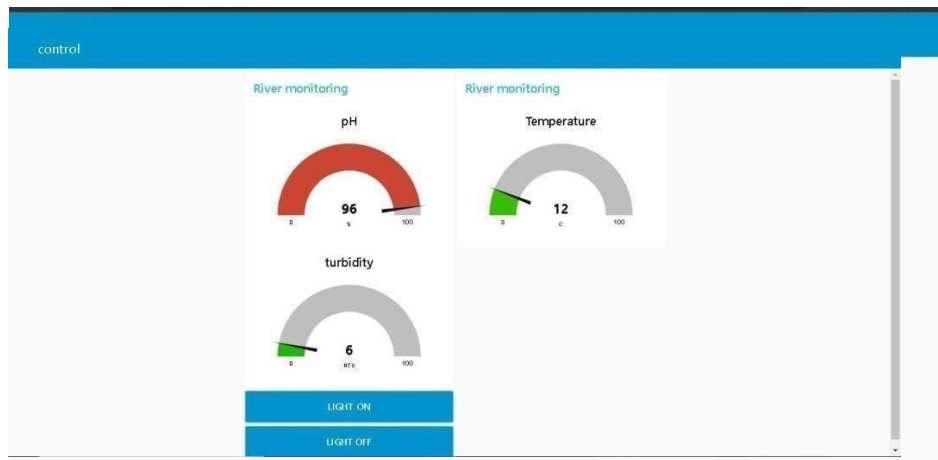 control
River monitoring
pH
96
%
0
100
turbidity
6
NTU
0
100
LIGHT ON
LIGHT OFF
River monitoring
Temperature
12
C
0
100